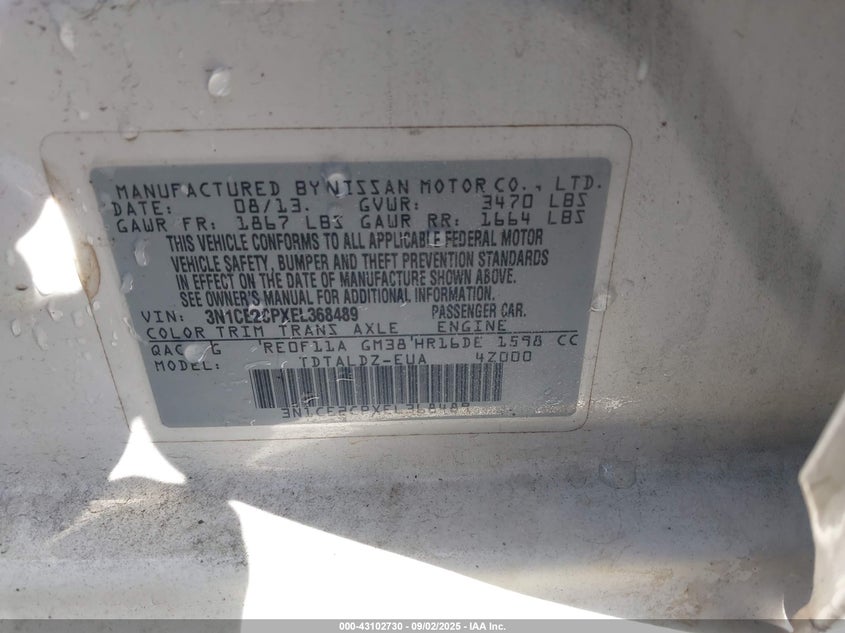 MANUFACTURED BY NISSAN MOTOR CO., LTD.
DATE: 08/13. GVWR: 3470 LBS
GAWR FR: 1867 LBS GAWR RR: 1664 LBS
THIS VEHICLE CONFORMS TO ALL APPLICABLE FEDERAL MOTOR
VEHICLE SAFETY, BUMPER AND THEFT PREVENTION STANDARDS
IN EFFECT ON THE DATE OF MANUFACTURE SHOWN ABOVE.
SEE OWNER'S MANUAL FOR ADDITIONAL INFORMATION.
VIN: 3N1CE2CPXEL368489 PASSENGER CAR.
COLOR TRIM TRANS AXLE ENGINE
QAC G RE0F11A GM38 HR16DE 1598 CC
MODEL: TDTALDZ-EUA 4Z000
3N1CE2CPXEL368489
000-43102730 - 09/02/2025 - IAA Inc.